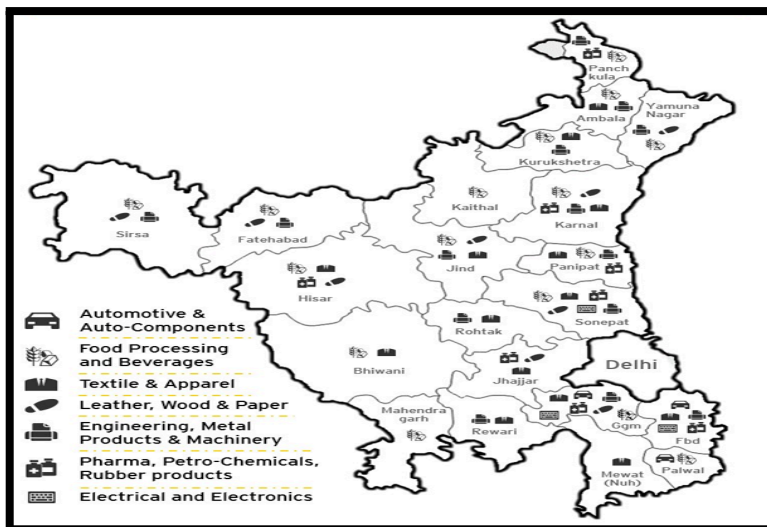 Panch
kula
Ambala
Yamuna
Nagar
Kurukshetra
Kaithal
Karnal
Sirsa
Fatehabad
Jind
Panipat
Hisar
Sonepat
Rohtak
Bhiwani
Jhajjar
Delhi
Mahendra
garh
Rewari
Ggm
Fbd
Mewat
(Nuh)
Palwal
Automotive &
Auto-Components
Food Processing
and Beverages
Textile & Apparel
Leather, Wood & Paper
Engineering, Metal
Products & Machinery
Pharma, Petro-Chemicals,
Rubber products
Electrical and Electronics